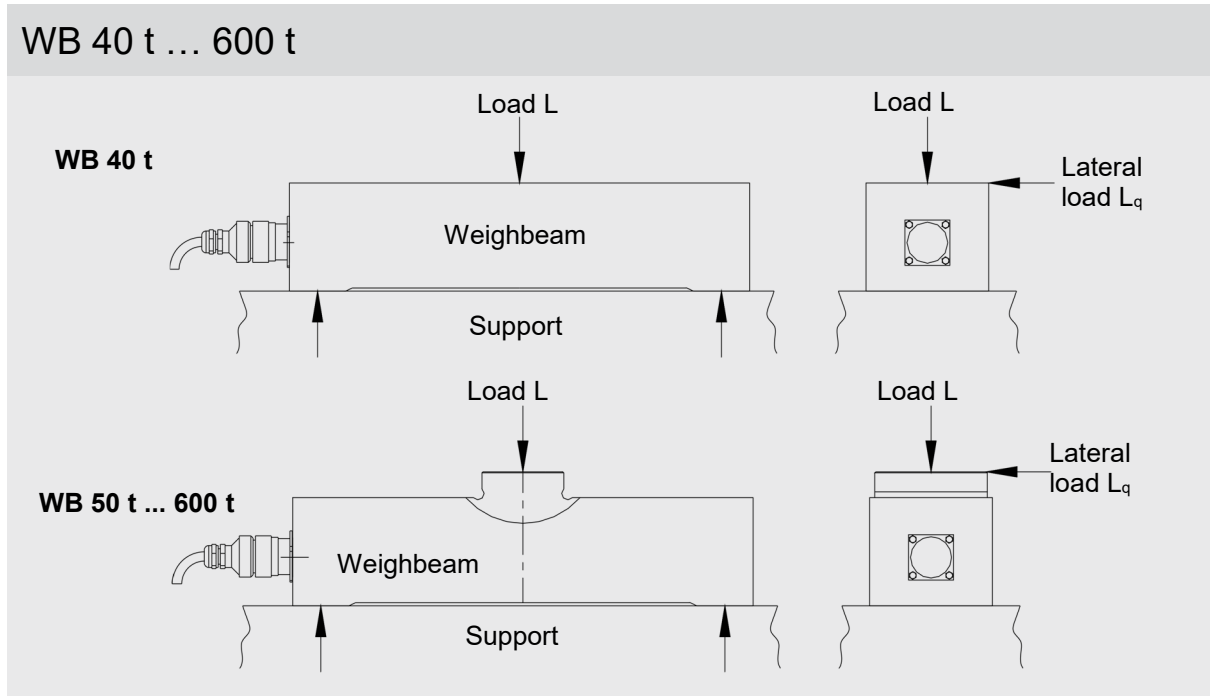 WB 40 t … 600 t
Load L
Load L
WB 40 t
Lateral
load Lq
Weighbeam
Support
Load L
Load L
Lateral
load Lq
WB 50 t ... 600 t
Weighbeam
Support